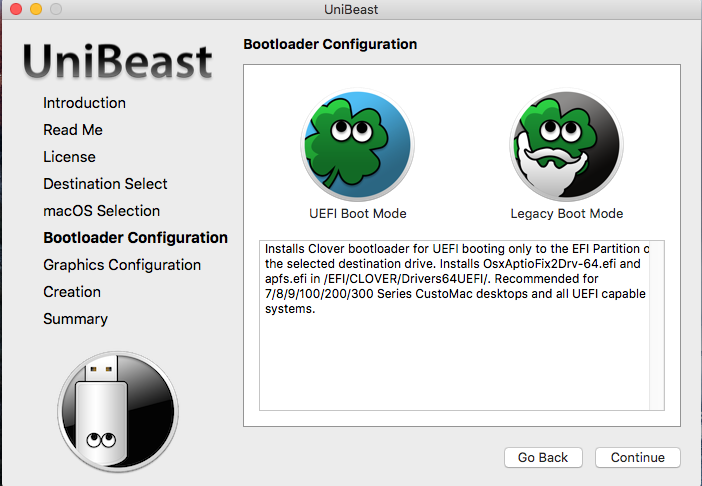 UniBeast
UniBeast
Introduction
Read Me
License
Destination Select
macOS Selection
Bootloader Configuration
Graphics Configuration
Creation
Summary
Bootloader Configuration
UEFI Boot Mode
Legacy Boot Mode
Installs Clover bootloader for UEFI booting only to the EFI Partition o
the selected destination drive. Installs OsxAptioFix2Drv-64.efi and
apfs.efi in /EFI/CLOVER/Drivers64UEFI/. Recommended for
7/8/9/100/200/300 Series CustoMac desktops and all UEFI capable
systems.
Go Back
Continue